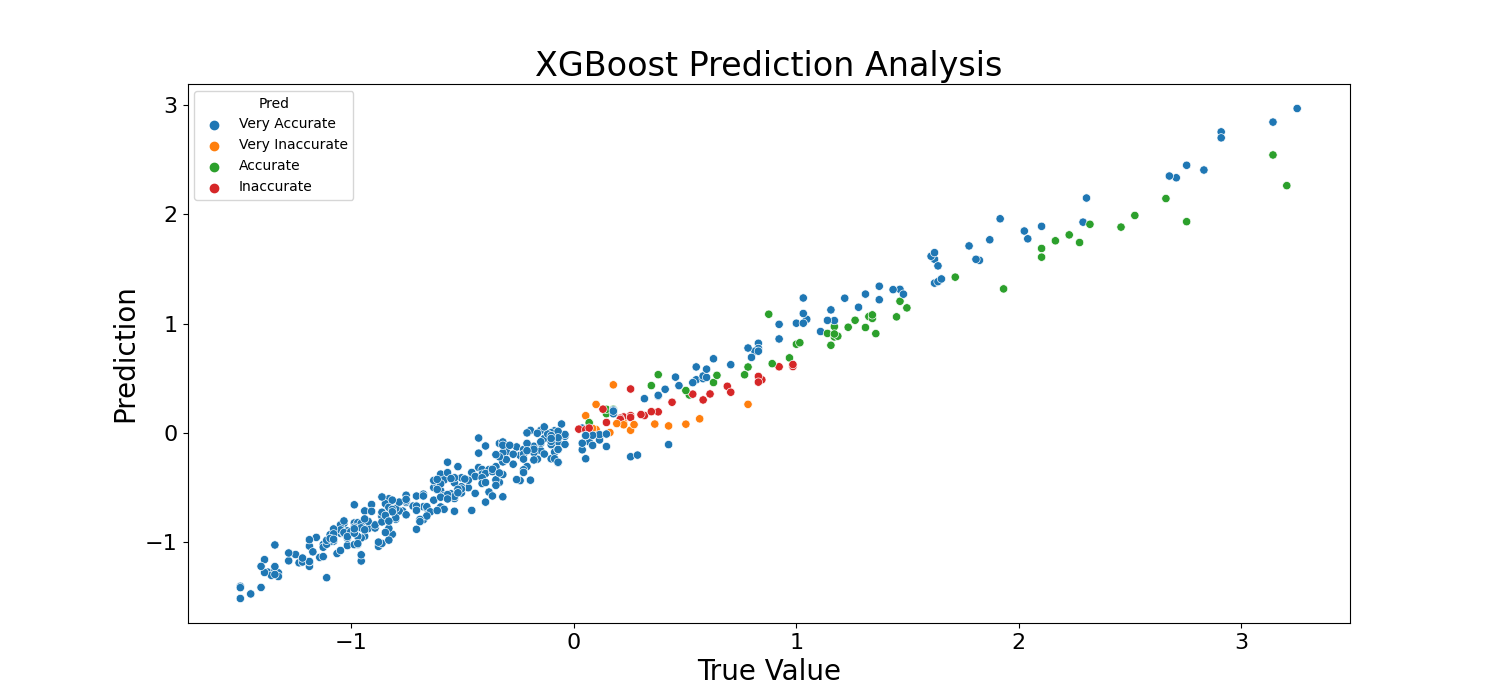 XGBoost Prediction Analysis
Pred
Very Accurate
Very Inaccurate
Accurate
Inaccurate
3
2
1
0
−1
Prediction
−1 0 1 2 3
True Value